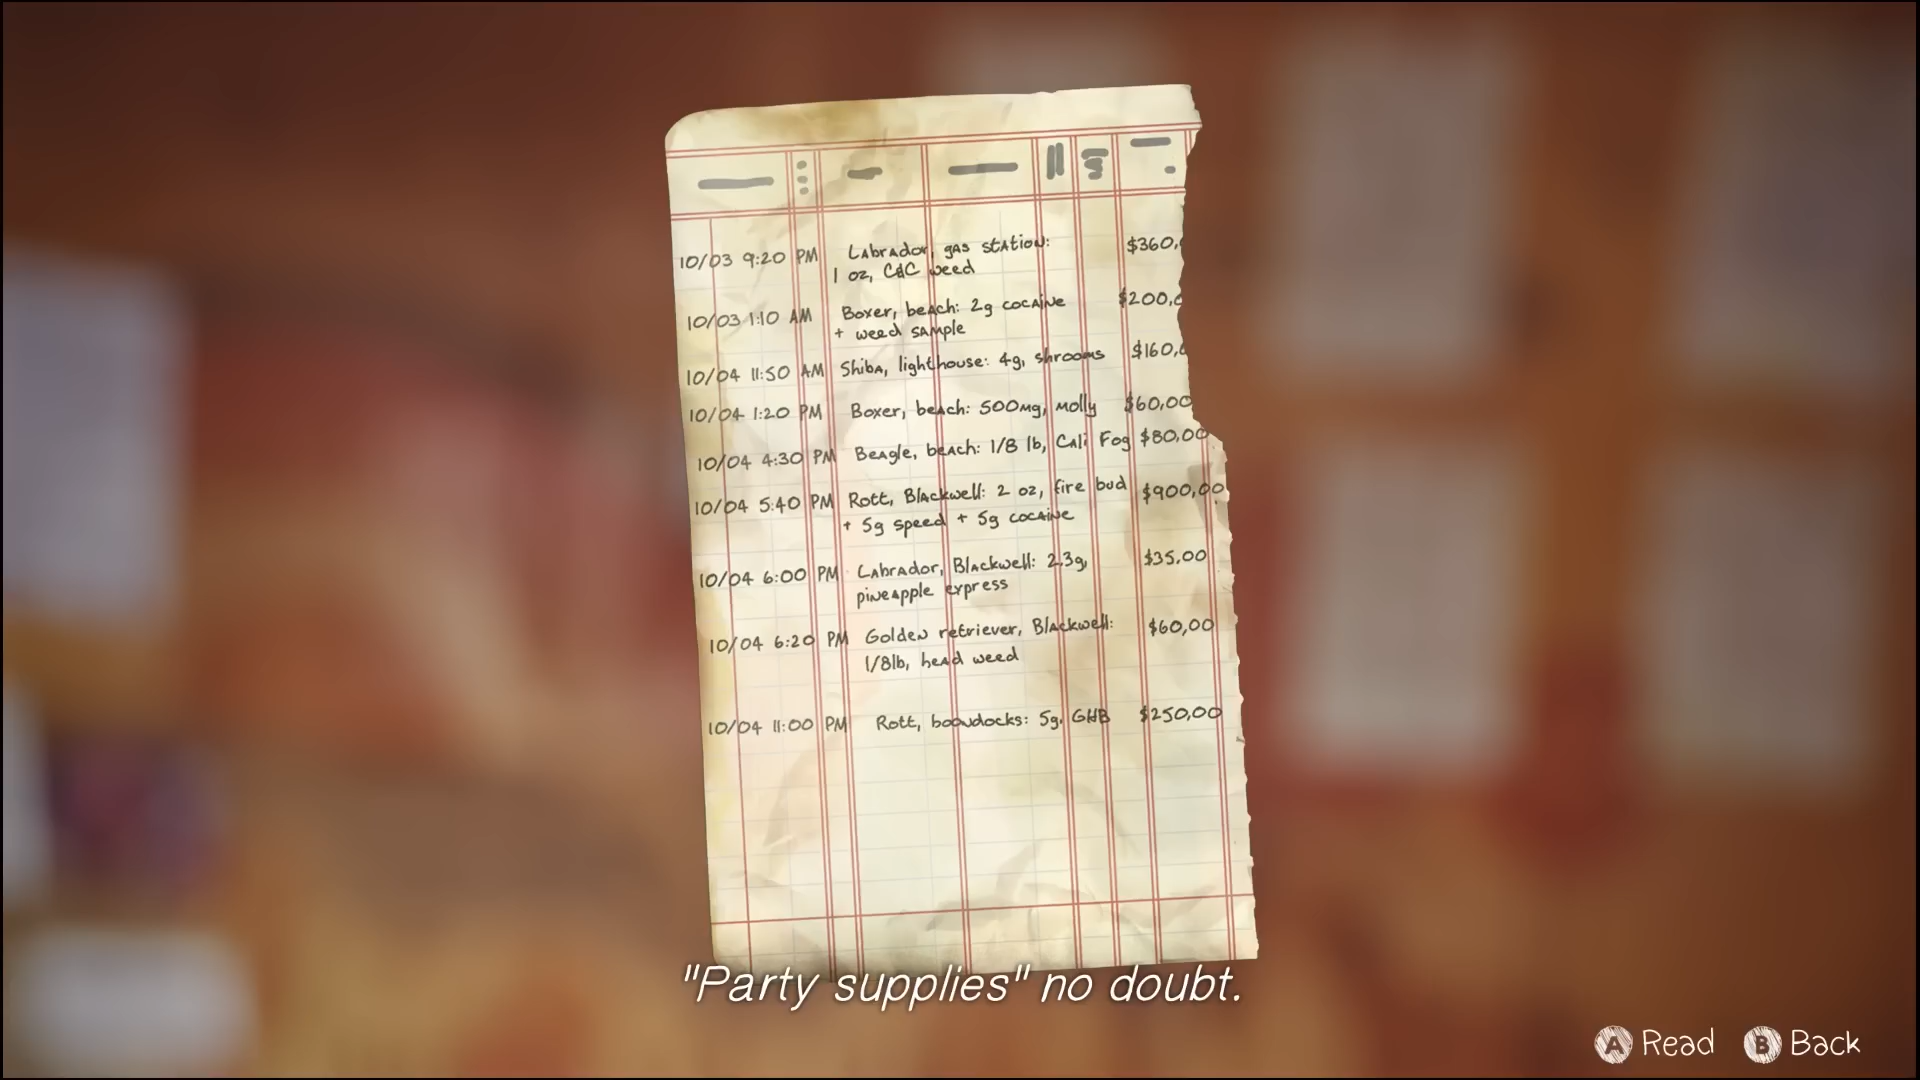 10/03 9:20 PM Labrador, gas station: $360,
1 oz, C&C weed
10/03 1:10 AM Boxer, beach: 2g cocaine $200,0
+ weed sample
10/04 11:50 AM Shiba, lighthouse: 4g, shrooms $160,0
10/04 1:20 PM Boxer, beach: 500mg, molly $60,00
10/04 4:30 PM Beagle, beach: 1/8 lb, Cali Fog $80,00
10/04 5:40 PM Rott, Blackwell: 2 oz, fire bud $900,00
+ 5g speed + 5g cocaine
10/04 6:00 PM Labrador, Blackwell: 2.3g, $35,00
pineapple express
10/04 6:20 PM Golden retriever, Blackwell: $60,00
1/8lb, head weed
10/04 11:00 PM Rott, boowdocks: 5g, GHB $250,00
"Party supplies" no doubt.
A Read B Back